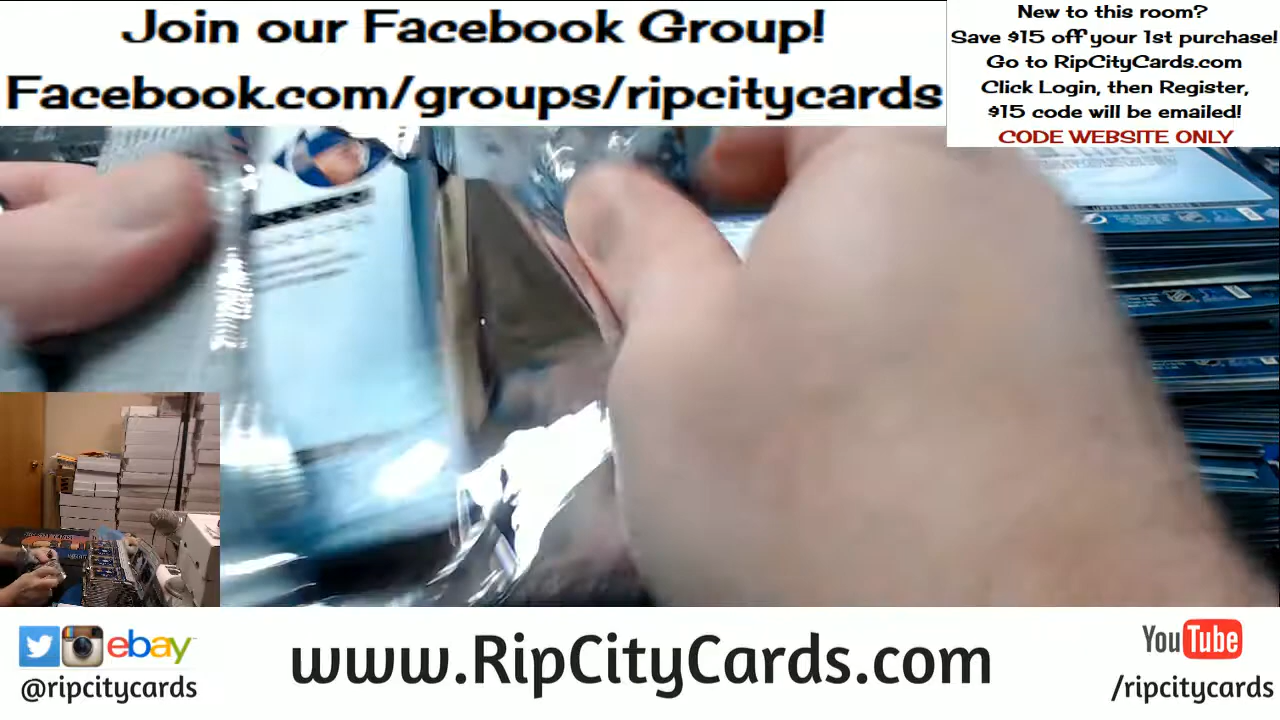 Join our Facebook Group!
Facebook.com/groups/ripcitycards
New to this room?
Save $15 off your 1st purchase!
Go to RipCityCards.com
Click Login, then Register,
$15 code will be emailed!
CODE WEBSITE ONLY
ebay
@ripcitycards
www.RipCityCards.com
YouTube
/ripcitycards